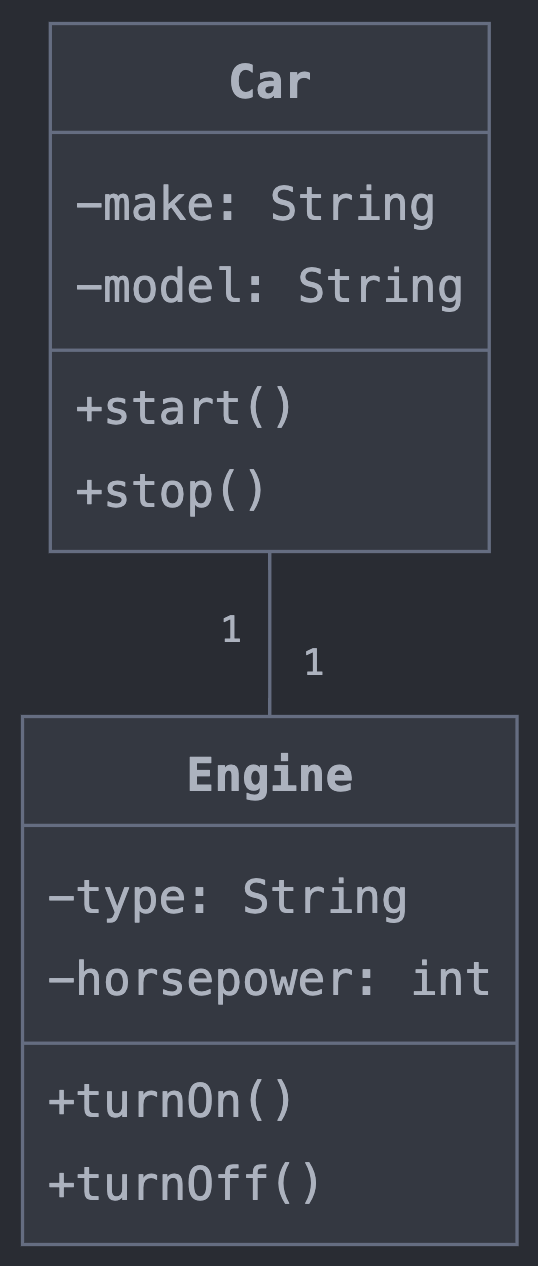 Car
-make: String
-model: String
+start()
+stop()
1
1
Engine
-type: String
-horsepower: int
+turnOn()
+turnOff()